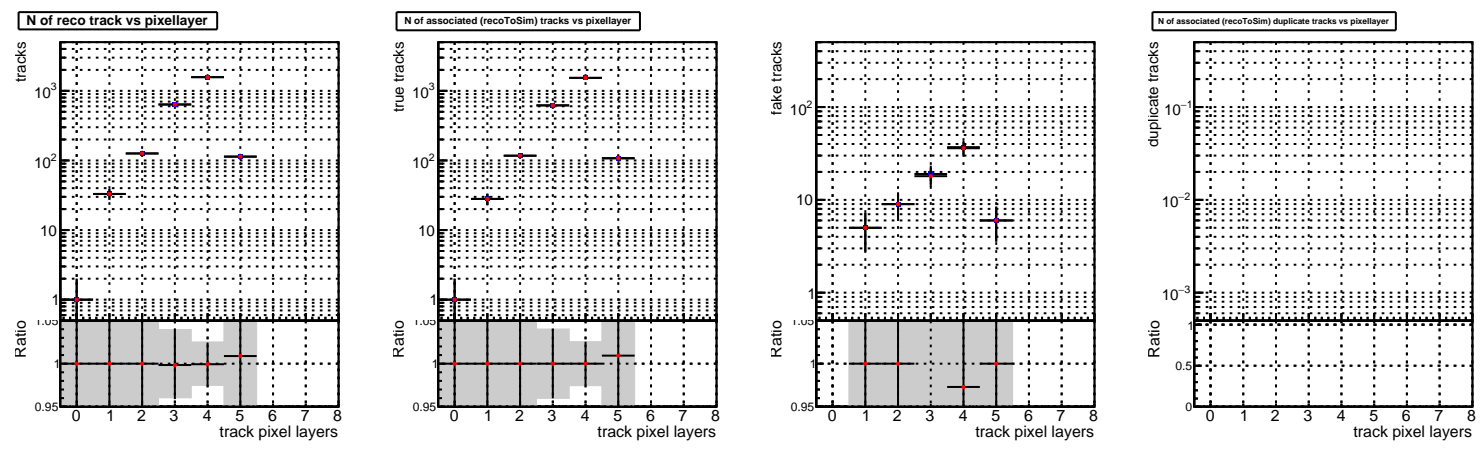 N of reco track vs pixellayer
tracks
10³
10²
10
1
Ratio
1.05
1
0.95
0 1 2 3 4 5 6 7 8
track pixel layers
N of associated (recoToSim) tracks vs pixellayer
true tracks
10³
10²
10
1
Ratio
1.05
1
0.95
0 1 2 3 4 5 6 7 8
track pixel layers
fake tracks
10²
10
1
Ratio
1.05
1
0.95
0 1 2 3 4 5 6 7 8
track pixel layers
N of associated (recoToSim) duplicate tracks vs pixellayer
duplicate tracks
10⁻¹
10⁻²
10⁻³
Ratio
1
0.5
0
0 1 2 3 4 5 6 7 8
track pixel layers